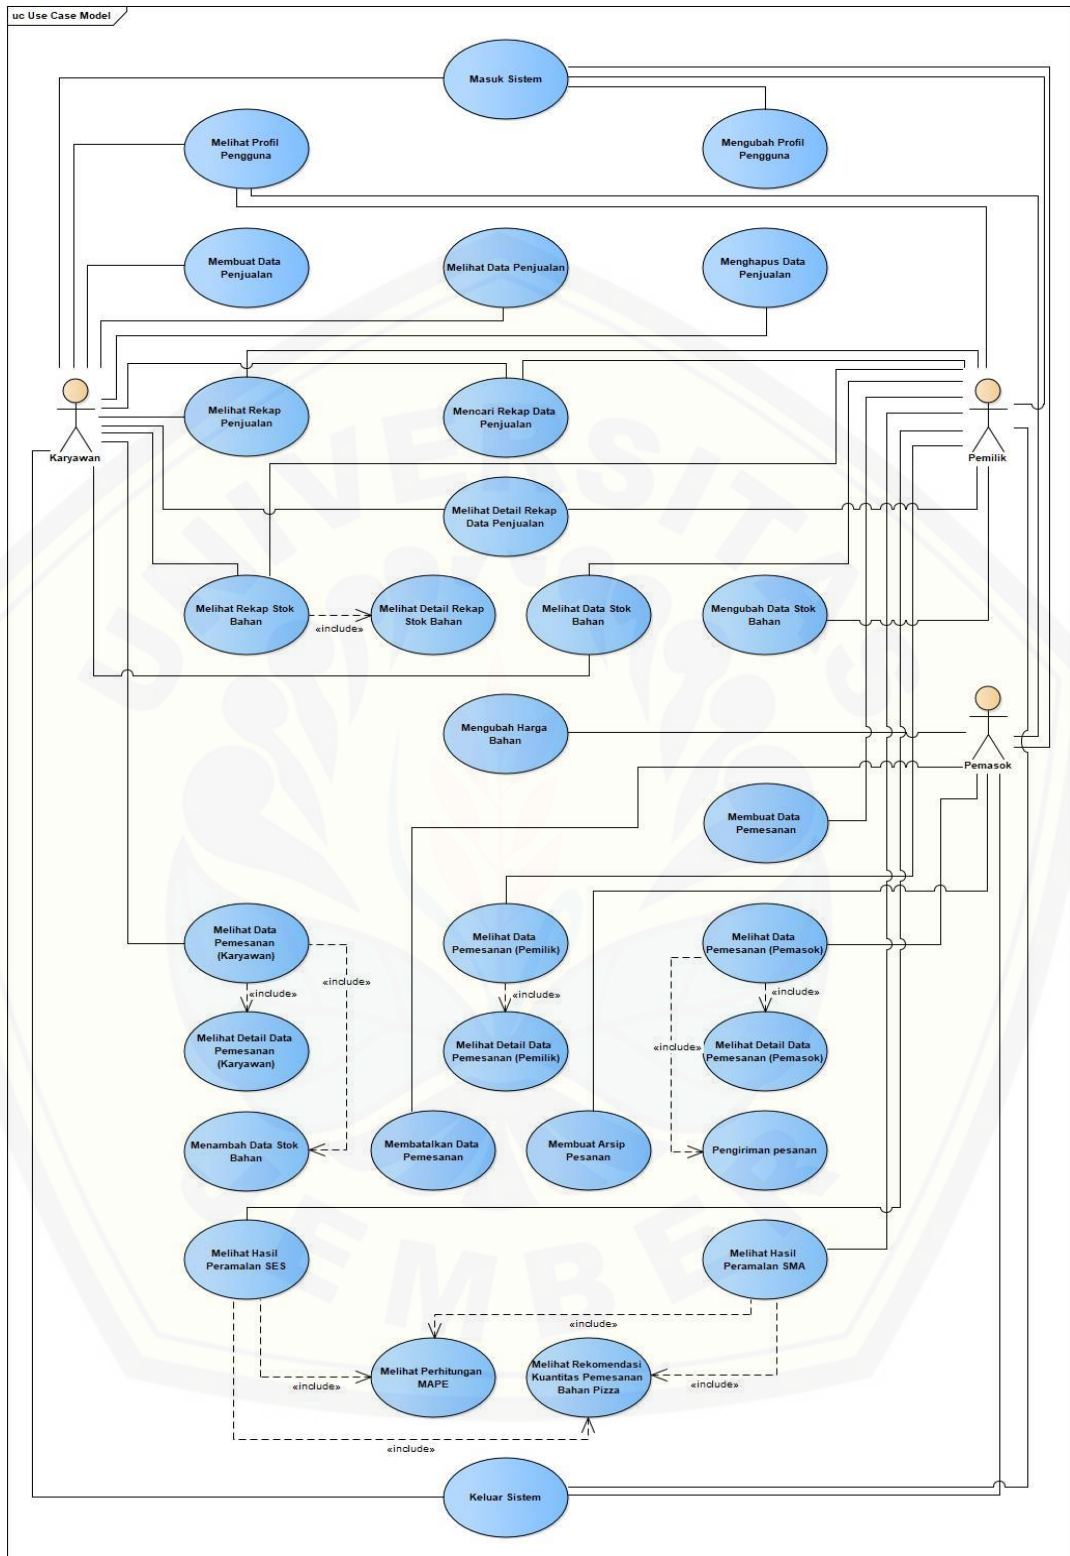 uc Use Case Model
Masuk Sistem
Melihat Profil
Pengguna
Mengubah Profil
Pengguna
Membuat Data
Penjualan
Melihat Data Penjualan
Menghapus Data
Penjualan
Karyawan
Melihat Rekap
Penjualan
Mencari Rekap Data
Penjualan
Pemilik
Melihat Detail Rekap
Data Penjualan
Melihat Rekap Stok
Bahan
«include»
Melihat Detail Rekap
Stok Bahan
Melihat Data Stok
Bahan
Mengubah Data Stok
Bahan
Mengubah Harga
Bahan
Pemasok
Membuat Data
Pemesanan
Melihat Data
Pemesanan
(Karyawan)
Melihat Data
Pemesanan (Pemilik)
Melihat Data
Pemesanan (Pemasok)
«include»
«include»
«include»
«include»
«include»
Melihat Detail Data
Pemesanan
(Karyawan)
Melihat Detail Data
Pemesanan (Pemilik)
Melihat Detail Data
Pemesanan (Pemasok)
Menambah Data Stok
Bahan
Membatalkan Data
Pemesanan
Membuat Arsip
Pesanan
Pengiriman pesanan
Melihat Hasil
Peramalan SES
Melihat Hasil
Peramalan SMA
«include»
Melihat Perhitungan
MAPE
Melihat Rekomendasi
Kuantitas Pemesanan
Bahan Pizza
«include»
«include»
«include»
Keluar Sistem
UNIVERSITAS
JEMBER